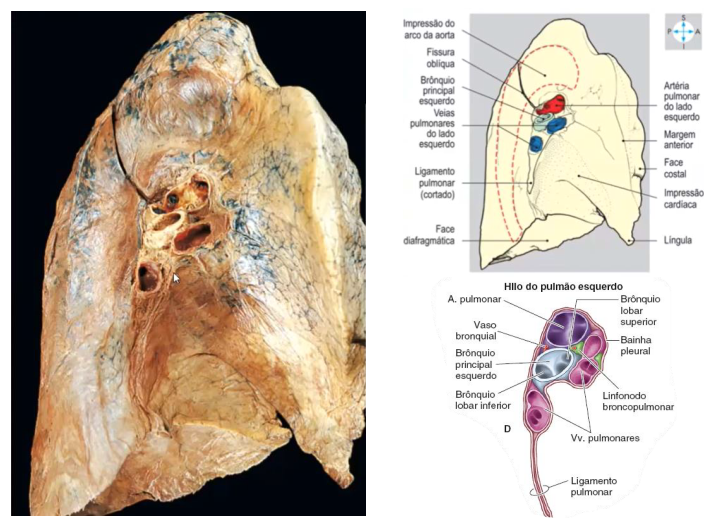 Impressão do
arco da aorta
Fissura
oblíqua
Brônquio
principal
esquerdo
Veias
pulmonares
do lado
esquerdo
Ligamento
pulmonar
(cortado)
Face
diafragmática
S
P
A
I
Artéria
pulmonar
do lado
esquerdo
Margem
anterior
Face
costal
Impressão
cardíaca
Língula
Hilo do pulmão esquerdo
A. pulmonar
Vaso
bronquial
Brônquio
principal
esquerdo
Brônquio
lobar inferior
D
Brônquio
lobar
superior
Bainha
pleural
Linfonodo
broncopulmonar
Vv. pulmonares
Ligamento
pulmonar